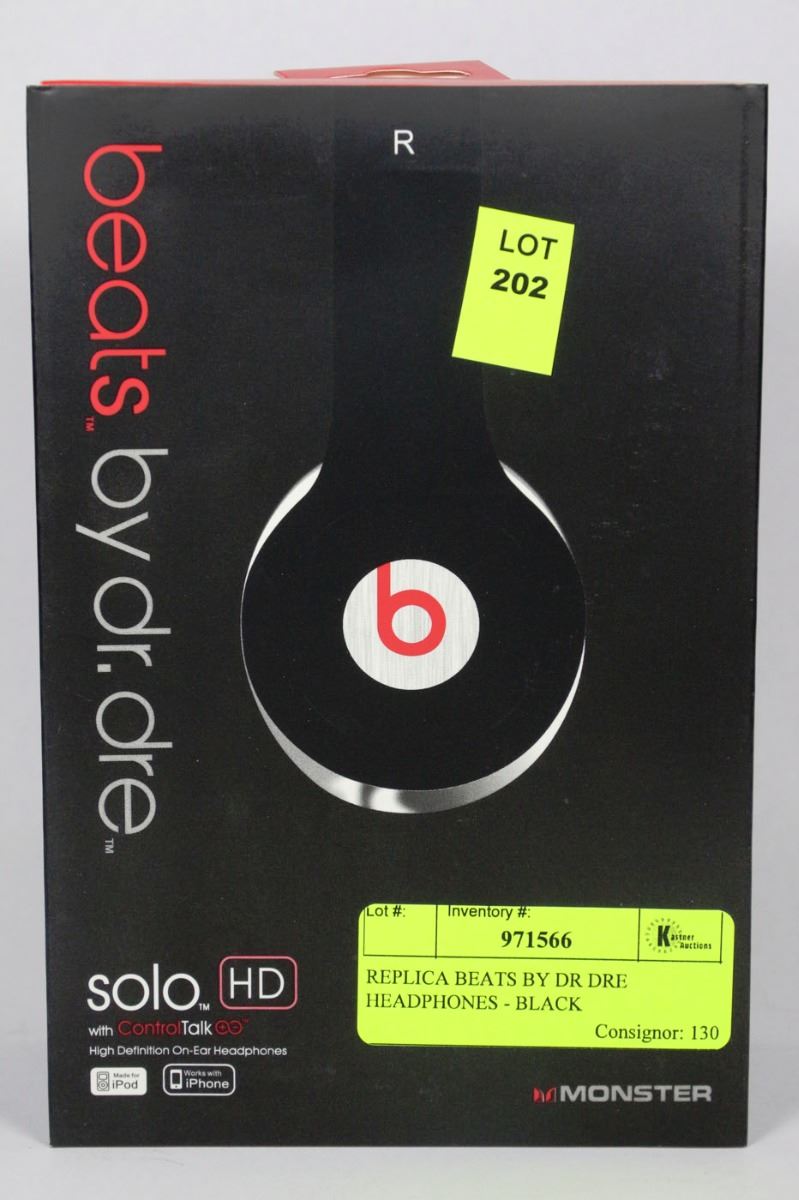 R
LOT
202
beats™ by dr. dre™
b
Lot #:
Inventory #:
971566
Kastner
Auctions
REPLICA BEATS BY DR DRE
HEADPHONES - BLACK
Consignor: 130
solo™ HD
with ControlTalk™
High Definition On-Ear Headphones
Made for
iPod
Works with
iPhone
MONSTER